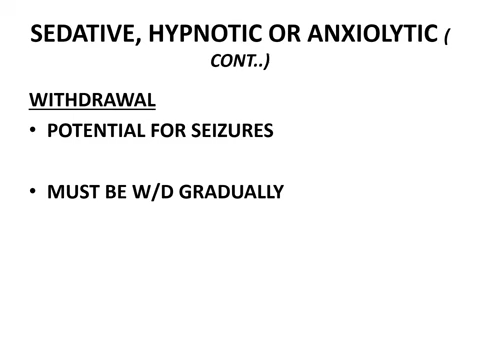 SEDATIVE, HYPNOTIC OR ANXIOLYTIC (
CONT..)
WITHDRAWAL
• POTENTIAL FOR SEIZURES
• MUST BE W/D GRADUALLY